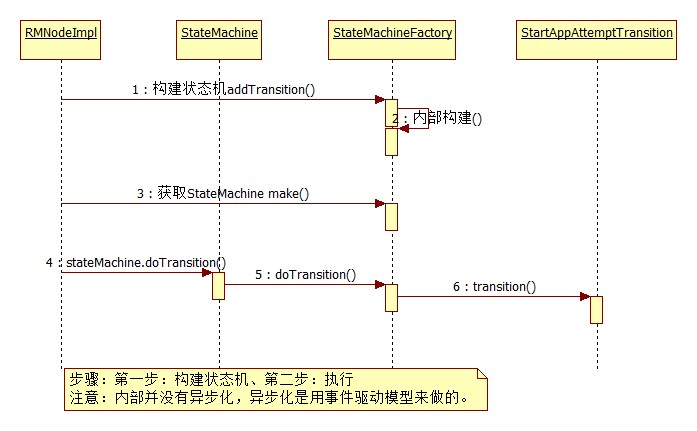 RMNodeImpl
StateMachine
StateMachineFactory
StartAppAttemptTransition
1：构建状态机addTransition()
2：内部构建()
3：获取StateMachine make()
4：stateMachine.doTransition()
5：doTransition()
6：transition()
步骤：第一步：构建状态机、第二步：执行
注意：内部并没有异步化，异步化是用事件驱动模型来做的。